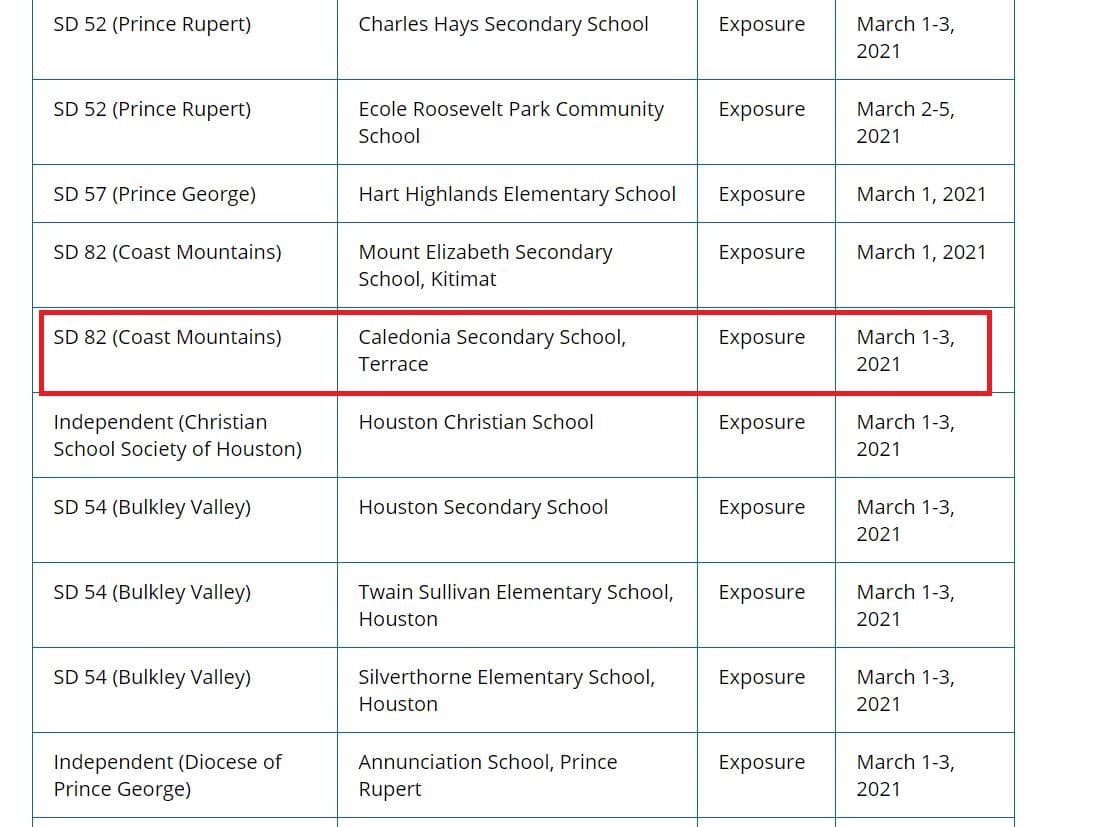 SD 52 (Prince Rupert) Charles Hays Secondary School Exposure March 1-3,
2021
SD 52 (Prince Rupert) Ecole Roosevelt Park Community Exposure March 2-5,
School 2021
SD 57 (Prince George) Hart Highlands Elementary School Exposure March 1, 2021
SD 82 (Coast Mountains) Mount Elizabeth Secondary Exposure March 1, 2021
School, Kitimat
SD 82 (Coast Mountains) Caledonia Secondary School, Exposure March 1-3,
Terrace 2021
Independent (Christian Houston Christian School Exposure March 1-3,
School Society of Houston) 2021
SD 54 (Bulkley Valley) Houston Secondary School Exposure March 1-3,
2021
SD 54 (Bulkley Valley) Twain Sullivan Elementary School, Exposure March 1-3,
Houston 2021
SD 54 (Bulkley Valley) Silverthorne Elementary School, Exposure March 1-3,
Houston 2021
Independent (Diocese of Annunciation School, Prince Exposure March 1-3,
Prince George) Rupert 2021